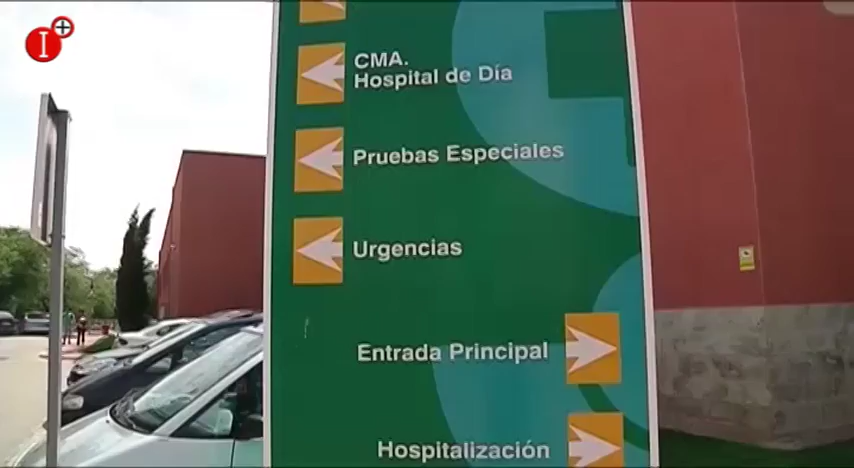 CMA.
Hospital de Día
Pruebas Especiales
Urgencias
Entrada Principal
Hospitalización